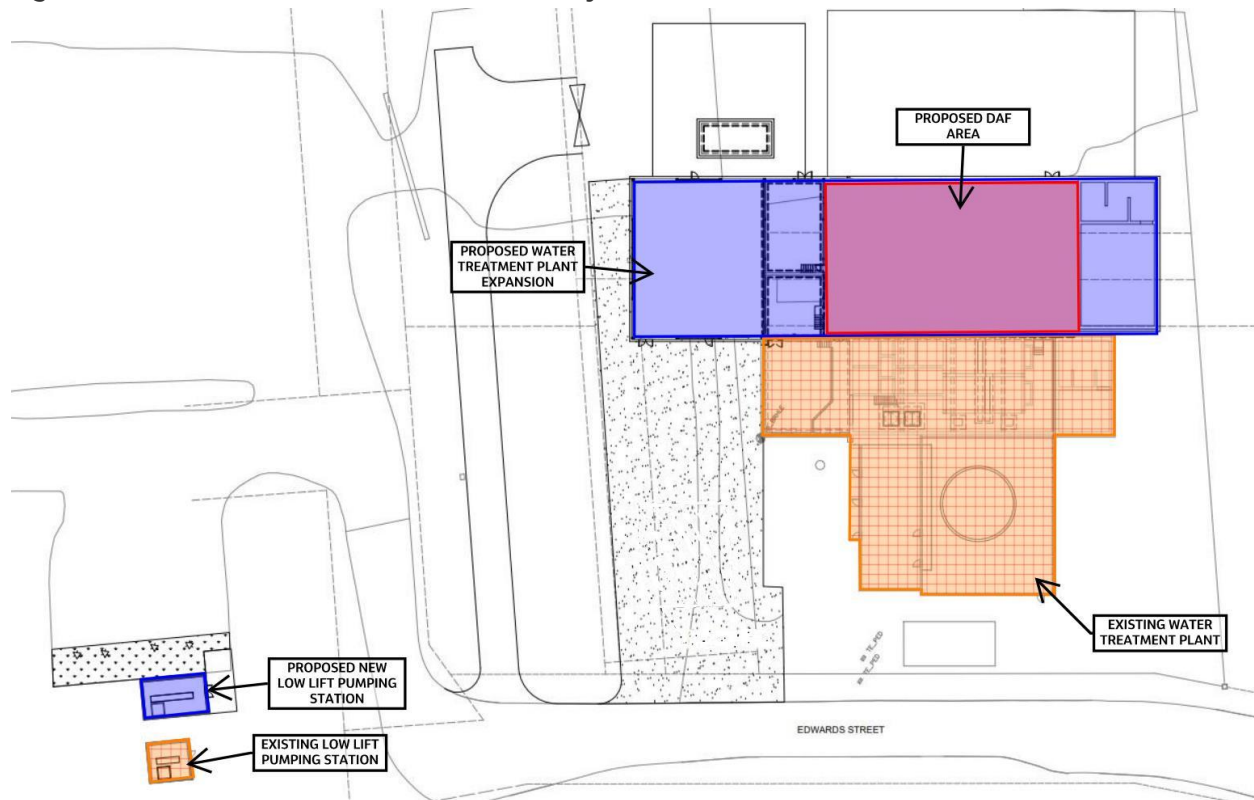 PROPOSED DAF
AREA
PROPOSED WATER
TREATMENT PLANT
EXPANSION
EXISTING WATER
TREATMENT PLANT
PROPOSED NEW
LOW LIFT PUMPING
STATION
EDWARDS STREET
EXISTING LOW LIFT
PUMPING STATION